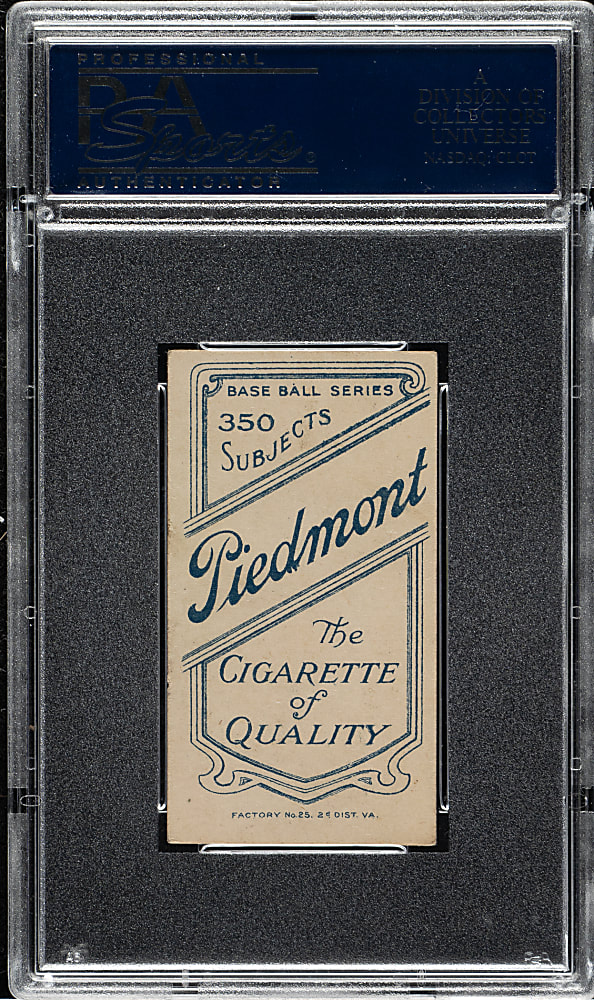 PROFESSIONAL
PSA
Sports
AUTHENTICATOR
A
DIVISION OF
COLLECTORS
UNIVERSE
NASDAQ: CLCT
BASE BALL SERIES
350
SUBJECTS
Piedmont
The
CIGARETTE
of
QUALITY
FACTORY No.25. 2ᵈ DIST. VA.